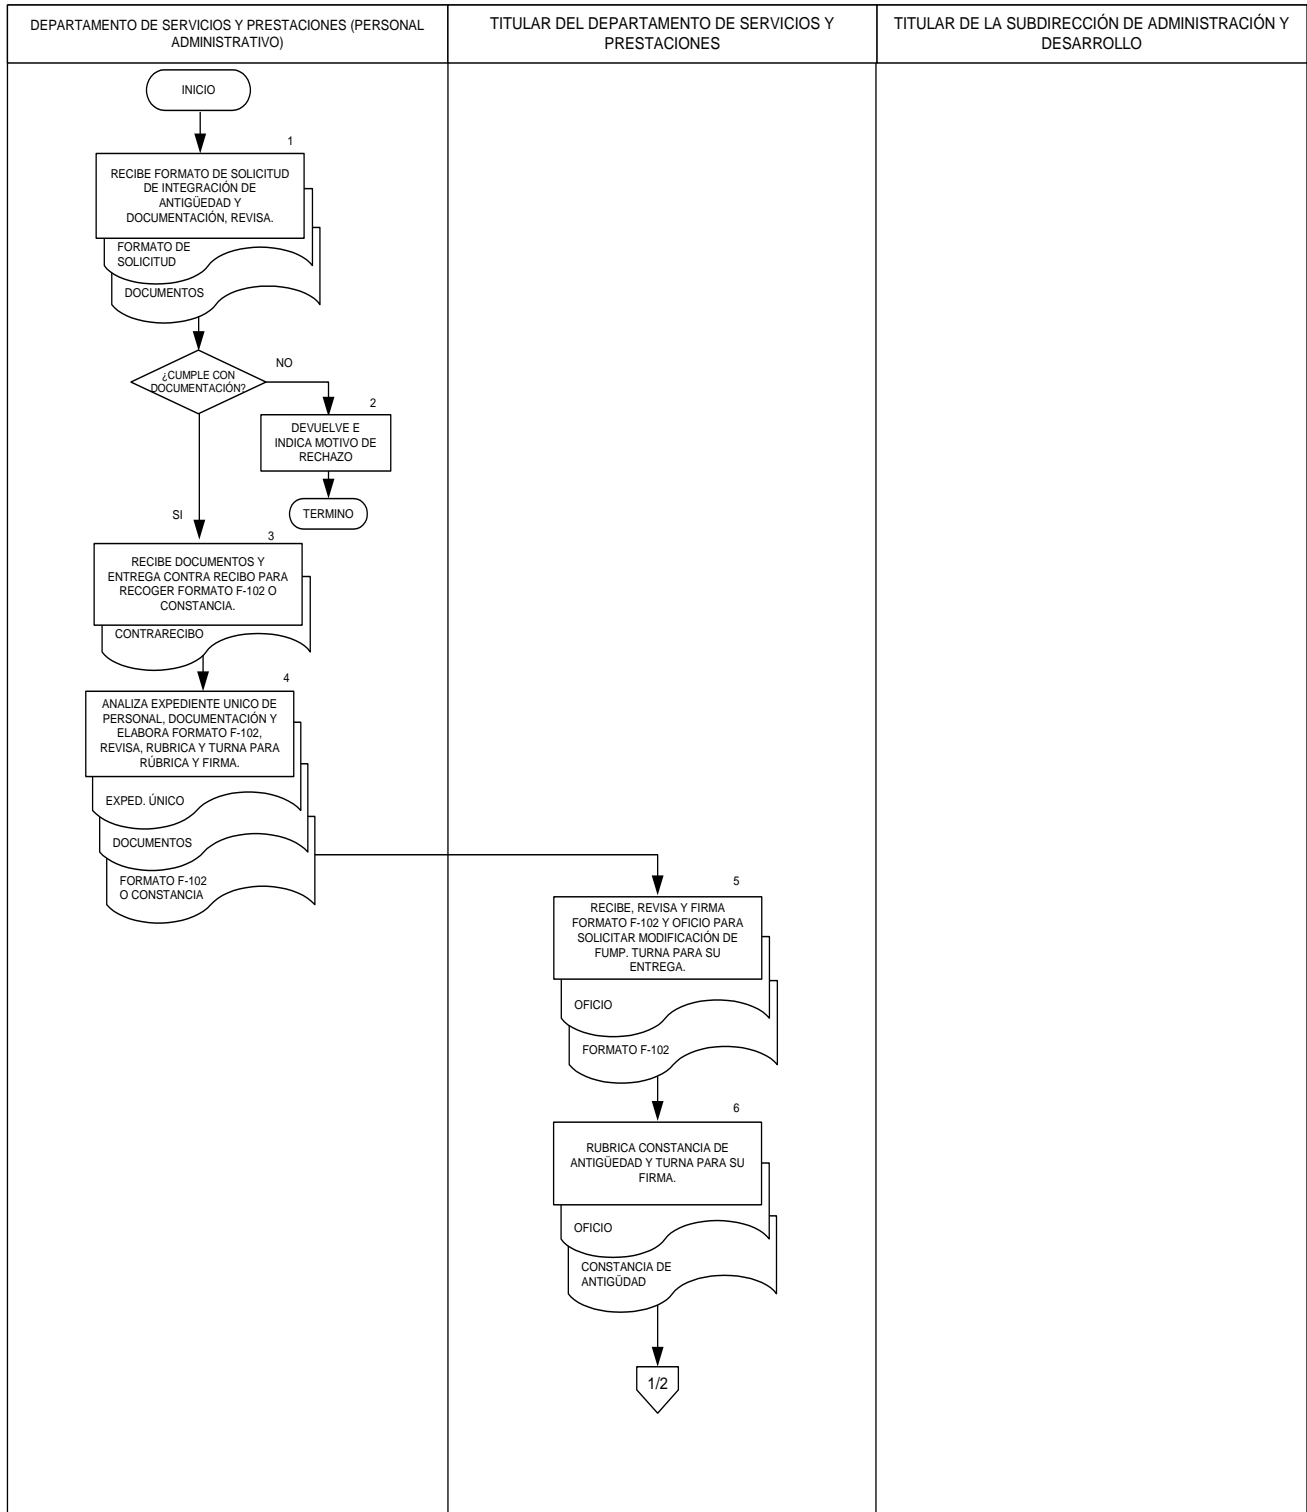 DEPARTAMENTO DE SERVICIOS Y PRESTACIONES (PERSONAL
ADMINISTRATIVO)
TITULAR DEL DEPARTAMENTO DE SERVICIOS Y
PRESTACIONES
TITULAR DE LA SUBDIRECCIÓN DE ADMINISTRACIÓN Y
DESARROLLO
INICIO
1
RECIBE FORMATO DE SOLICITUD
DE INTEGRACIÓN DE
ANTIGÜEDAD Y
DOCUMENTACIÓN, REVISA.
FORMATO DE
SOLICITUD
DOCUMENTOS
¿CUMPLE CON
DOCUMENTACIÓN?
NO
2
DEVUELVE E
INDICA MOTIVO DE
RECHAZO
TERMINO
SI
3
RECIBE DOCUMENTOS Y
ENTREGA CONTRA RECIBO PARA
RECOGER FORMATO F-102 O
CONSTANCIA.
CONTRARECIBO
4
ANALIZA EXPEDIENTE UNICO DE
PERSONAL, DOCUMENTACIÓN Y
ELABORA FORMATO F-102,
REVISA, RUBRICA Y TURNA PARA
RÚBRICA Y FIRMA.
EXPED. ÚNICO
DOCUMENTOS
FORMATO F-102
O CONSTANCIA
5
RECIBE, REVISA Y FIRMA
FORMATO F-102 Y OFICIO PARA
SOLICITAR MODIFICACIÓN DE
FUMP. TURNA PARA SU
ENTREGA.
OFICIO
FORMATO F-102
6
RUBRICA CONSTANCIA DE
ANTIGÜEDAD Y TURNA PARA SU
FIRMA.
OFICIO
CONSTANCIA DE
ANTIGÜDAD
1/2